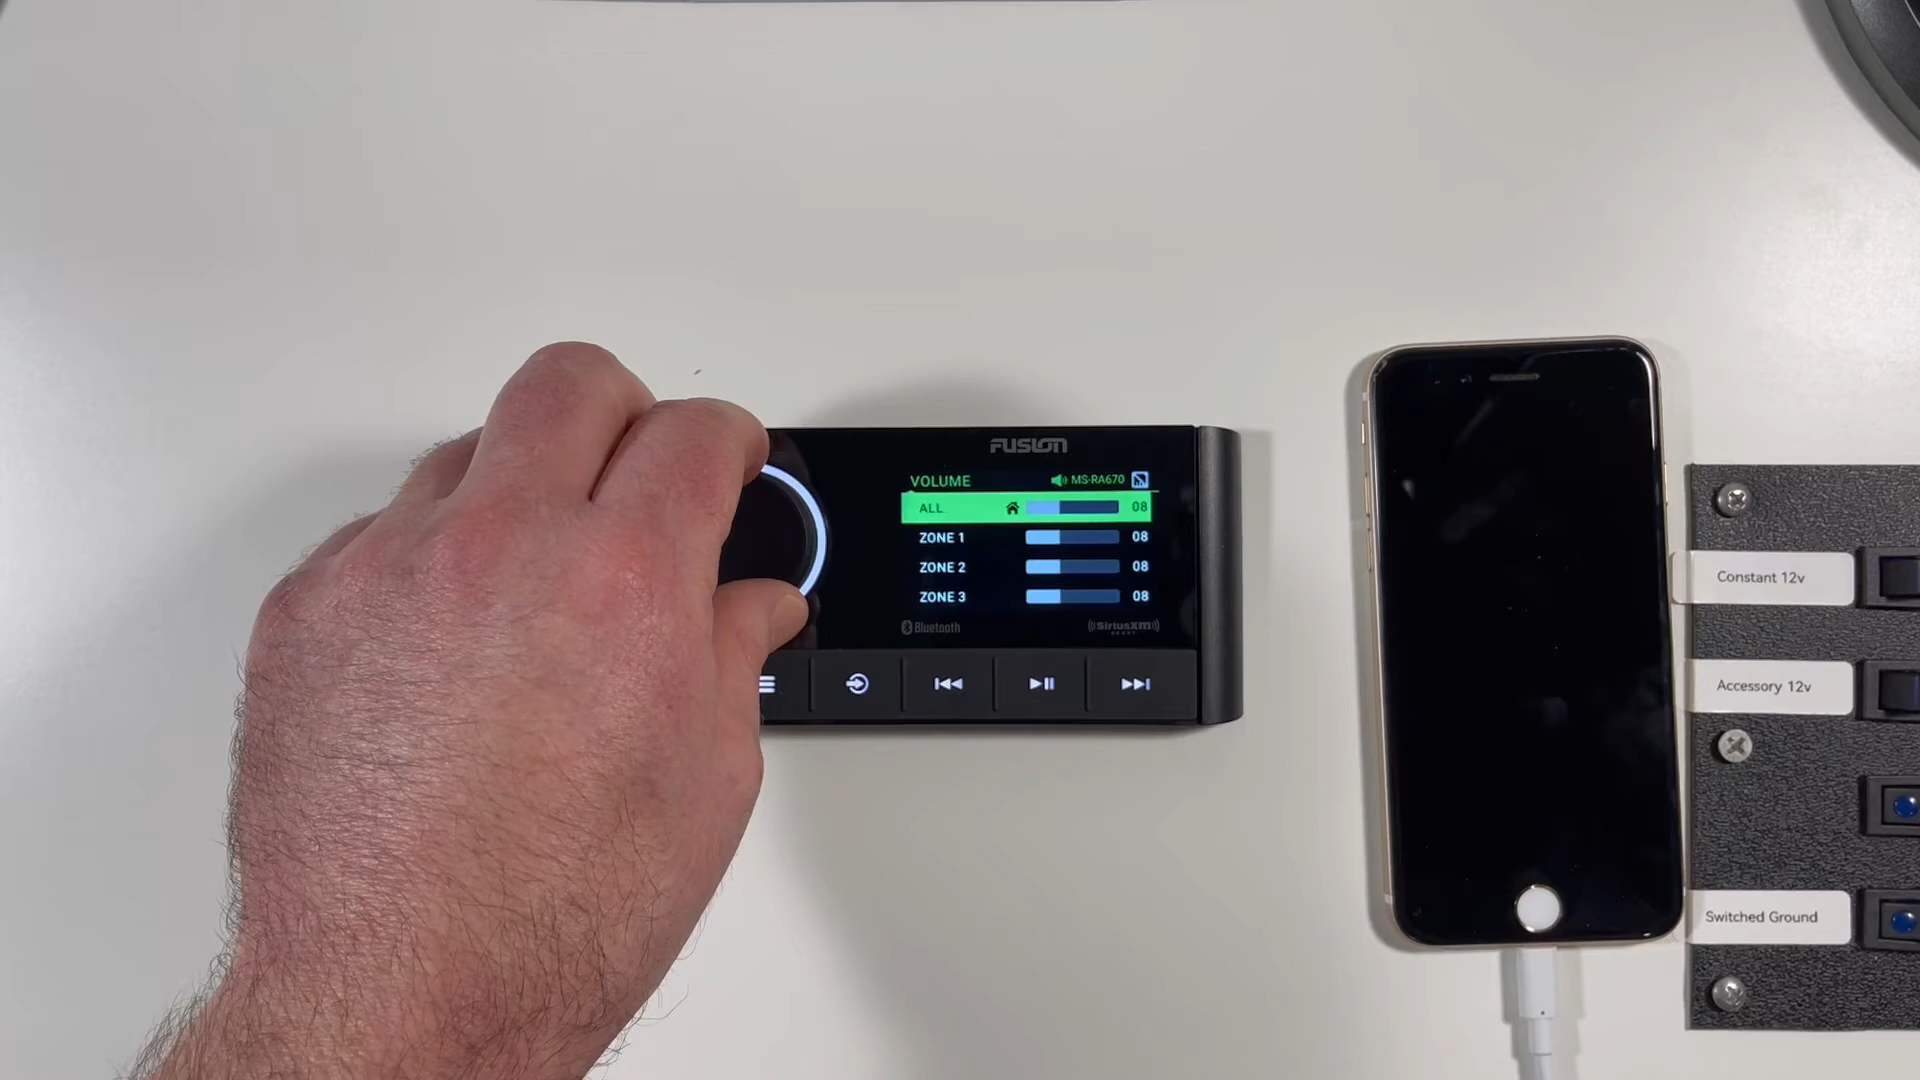 FUSION
VOLUME MS-RA670
ALL 08
ZONE 1 08
ZONE 2 08
ZONE 3 08
Bluetooth
SiriusXM
Constant 12v
Accessory 12v
Switched Ground